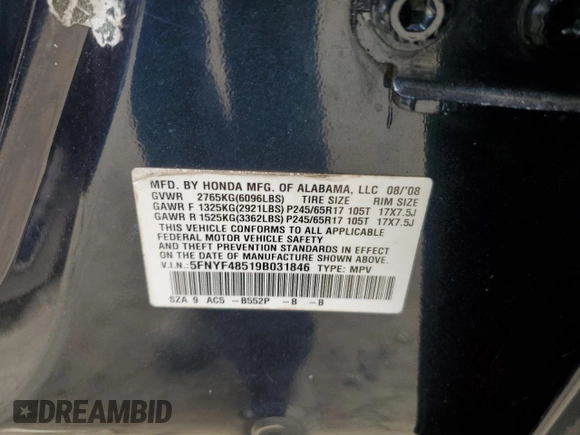 MFD. BY HONDA MFG. OF ALABAMA, LLC 08/'08
GVWR 2765KG(6096LBS) TIRE SIZE RIM SIZE
GAWR F 1325KG(2921LBS) P245/65R17 105T 17X7.5J
GAWR R 1525KG(3362LBS) P245/65R17 105T 17X7.5J
THIS VEHICLE CONFORMS TO ALL APPLICABLE
FEDERAL MOTOR VEHICLE SAFETY
AND THEFT PREVENTION STANDARDS IN EFFECT
ON THE DATE OF MANUFACTURE SHOWN ABOVE.
V.I.N.: 5FNYF48519B031846 TYPE: MPV
SZA 9 AC5 -B552P -B -B
DREAMBID